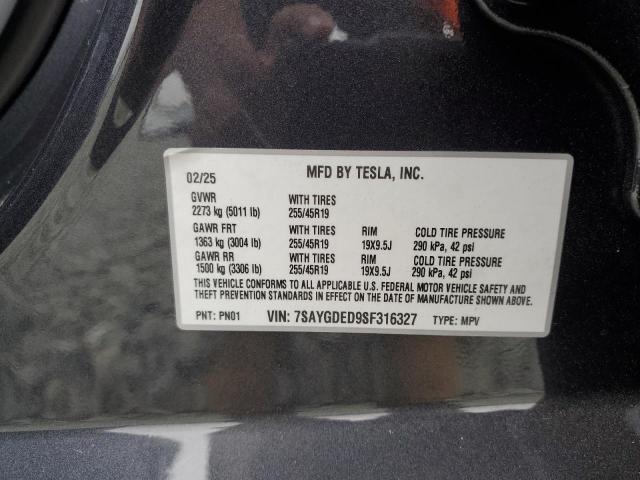 MFD BY TESLA, INC.
02/25
GVWR WITH TIRES
2273 kg (5011 lb) 255/45R19
GAWR FRT WITH TIRES RIM COLD TIRE PRESSURE
1363 kg (3004 lb) 255/45R19 19X9.5J 290 kPa, 42 psi
GAWR RR WITH TIRES RIM COLD TIRE PRESSURE
1500 kg (3306 lb) 255/45R19 19X9.5J 290 kPa, 42 psi
THIS VEHICLE CONFORMS TO ALL APPLICABLE U.S. FEDERAL MOTOR VEHICLE SAFETY AND
THEFT PREVENTION STANDARDS IN EFFECT ON THE DATE OF MANUFACTURE SHOWN ABOVE.
PNT: PN01 VIN: 7SAYGDED9SF316327 TYPE: MPV